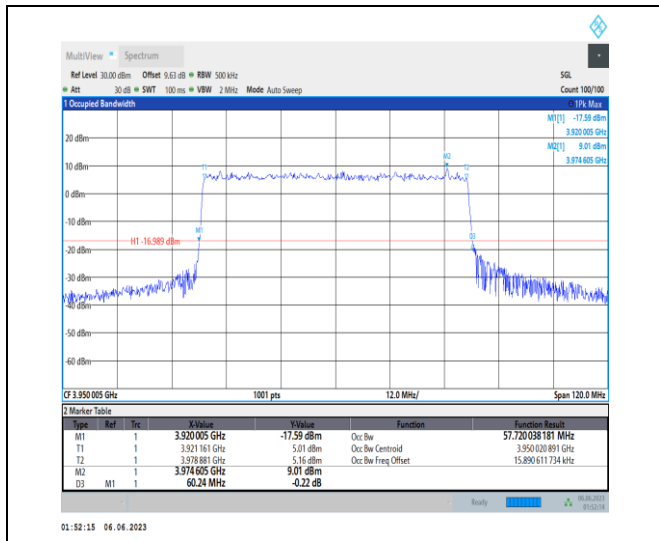 MultiView Spectrum
Ref Level 30.00 dBm Offset 9.63 dB RBW 500 kHz SGL
Att 30 dB SWT 100 ms VBW 2 MHz Mode Auto Sweep Count 100/100
1 Occupied Bandwidth 1Pk Max
M1[1] -17.59 dBm
3.920 005 GHz
M2[1] 9.01 dBm
3.974 605 GHz
20 dBm
M2
10 dBm
T1
T2
0 dBm
-10 dBm
M1
D3
H1 -16.989 dBm
-20 dBm
-30 dBm
-40 dBm
-50 dBm
-60 dBm
CF 3.950 005 GHz 1001 pts 12.0 MHz/ Span 120.0 MHz
2 Marker Table
Type Ref Trc X-Value Y-Value Function Function Result
M1 1 3.920 005 GHz -17.59 dBm Occ Bw 57.720 038 181 MHz
T1 1 3.921 161 GHz 5.01 dBm Occ Bw Centroid 3.950 020 891 GHz
T2 1 3.978 881 GHz 5.16 dBm Occ Bw Freq Offset 15.890 611 734 kHz
M2 1 3.974 605 GHz 9.01 dBm
D3 M1 1 60.24 MHz -0.22 dB
Ready 06.06.2023
01:52:14
01:52:15 06.06.2023